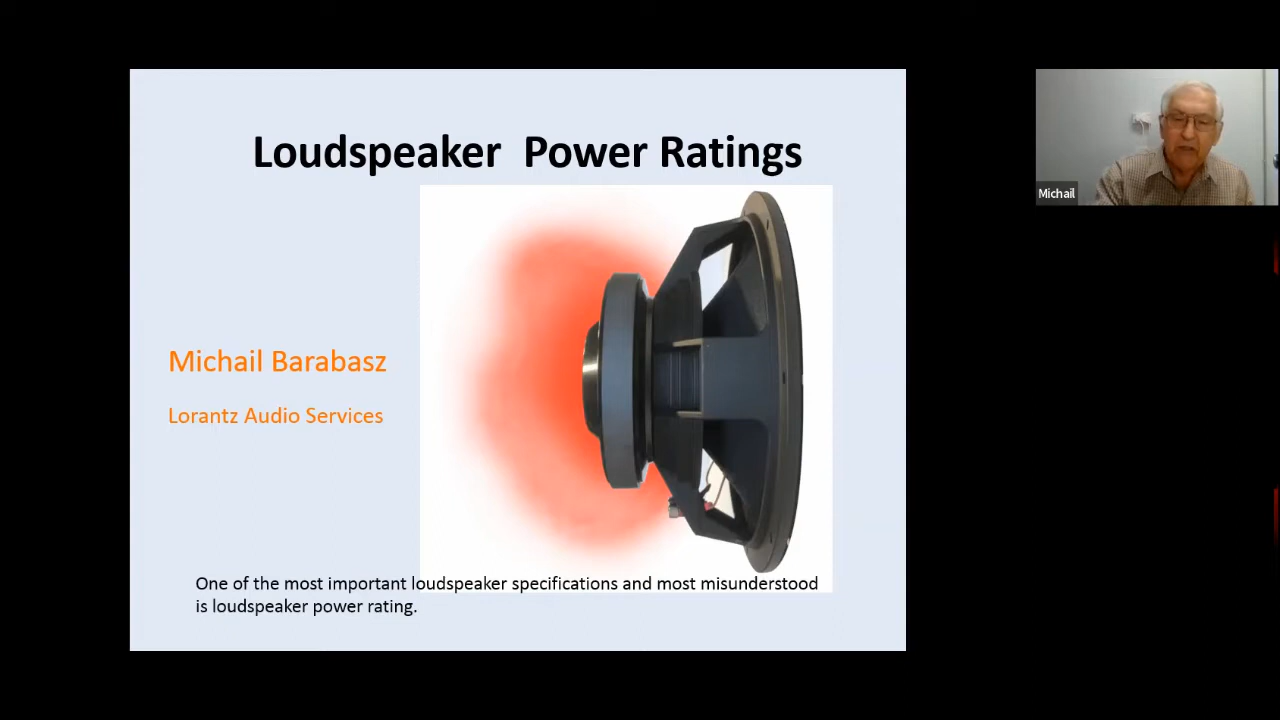 Loudspeaker Power Ratings
Michail Barabasz
Lorantz Audio Services
One of the most important loudspeaker specifications and most misunderstood
is loudspeaker power rating.
Michail